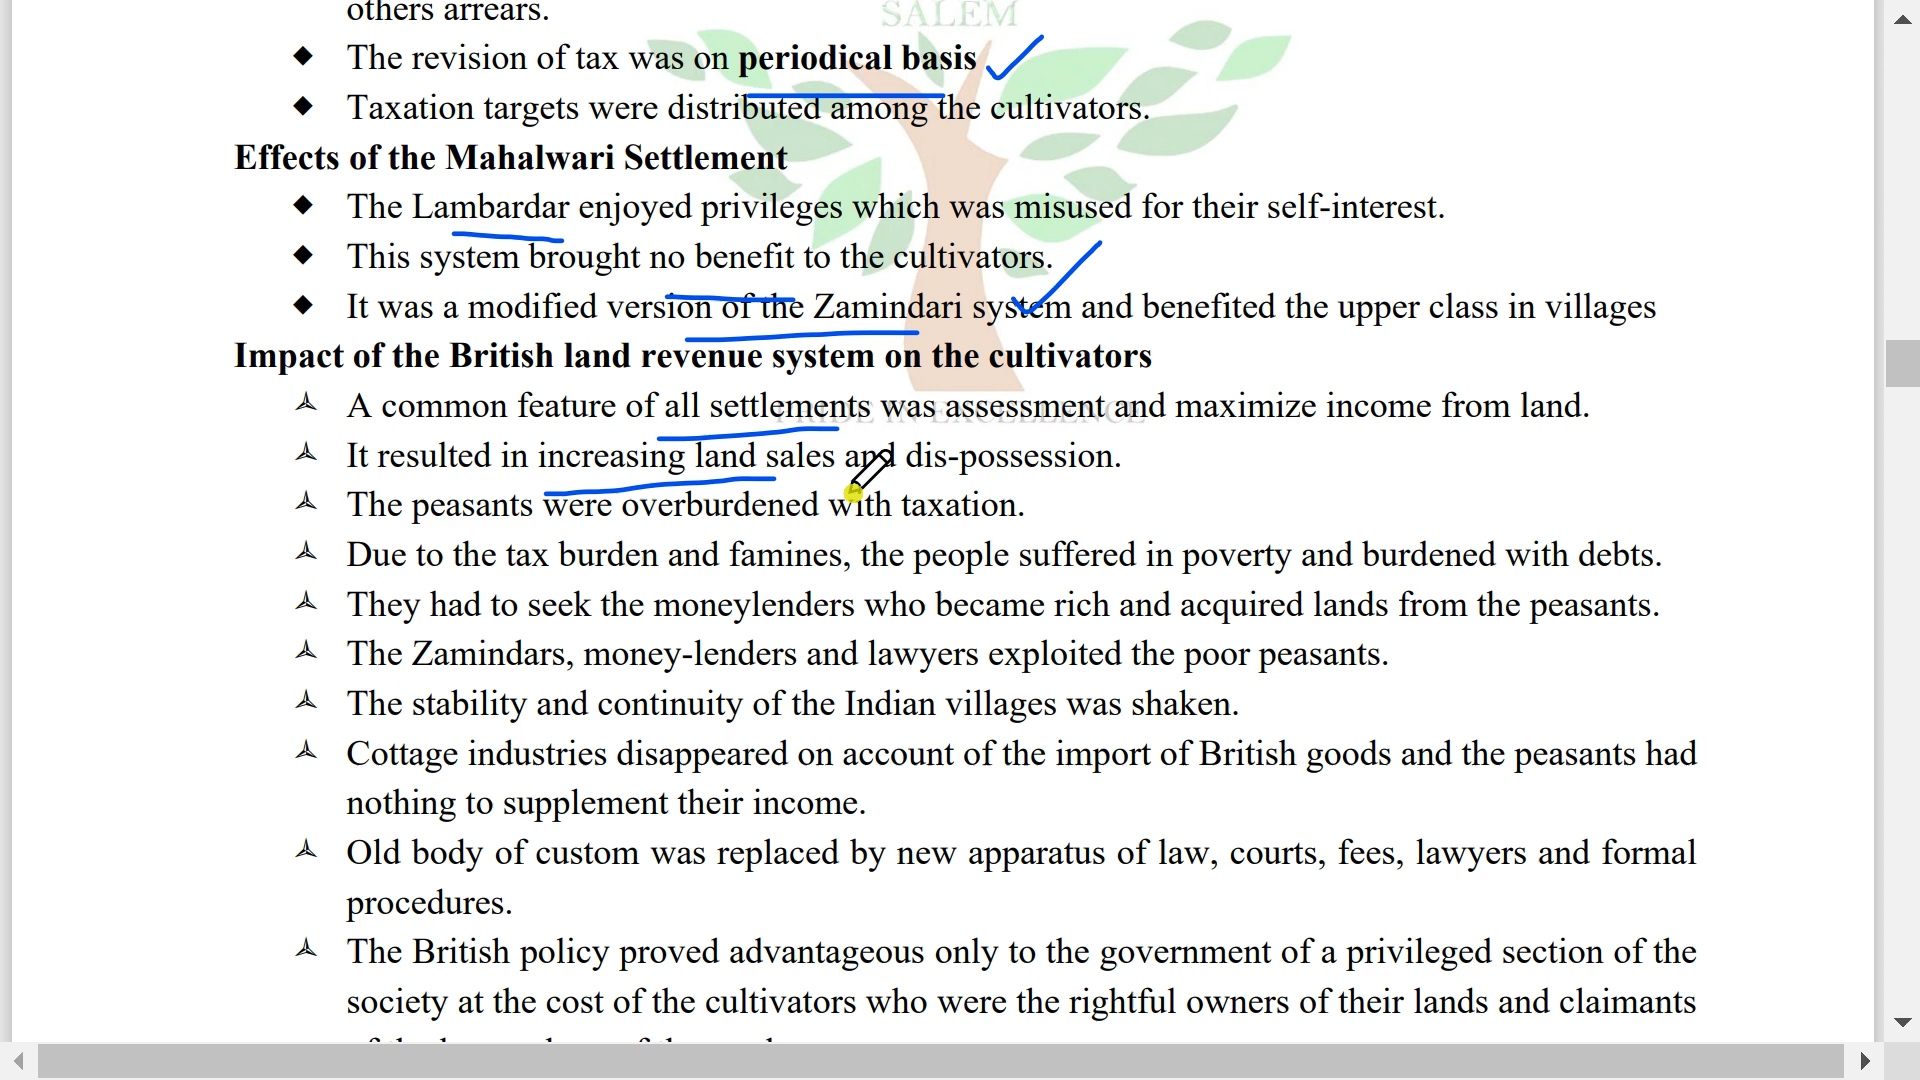 others arrears.
SALEM
The revision of tax was on periodical basis
Taxation targets were distributed among the cultivators.
Effects of the Mahalwari Settlement
The Lambardar enjoyed privileges which was misused for their self-interest.
This system brought no benefit to the cultivators.
It was a modified version of the Zamindari system and benefited the upper class in villages
Impact of the British land revenue system on the cultivators
A common feature of all settlements was assessment and maximize income from land.
PRIDE IN EXCELLENCE
It resulted in increasing land sales and dis-possession.
The peasants were overburdened with taxation.
Due to the tax burden and famines, the people suffered in poverty and burdened with debts.
They had to seek the moneylenders who became rich and acquired lands from the peasants.
The Zamindars, money-lenders and lawyers exploited the poor peasants.
The stability and continuity of the Indian villages was shaken.
Cottage industries disappeared on account of the import of British goods and the peasants had
nothing to supplement their income.
Old body of custom was replaced by new apparatus of law, courts, fees, lawyers and formal
procedures.
The British policy proved advantageous only to the government of a privileged section of the
society at the cost of the cultivators who were the rightful owners of their lands and claimants